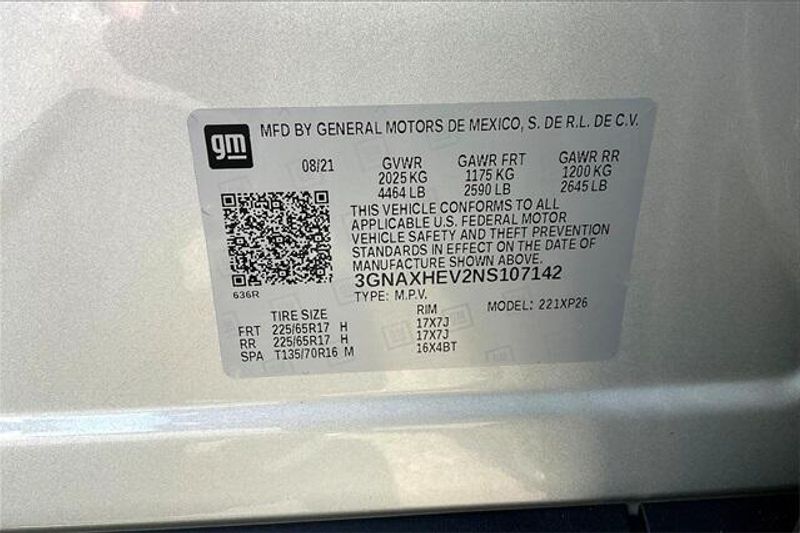 gm
MFD BY GENERAL MOTORS DE MEXICO, S. DE R.L. DE C.V.
08/21 GVWR GAWR FRT GAWR RR
2025 KG 1175 KG 1200 KG
4464 LB 2590 LB 2645 LB
THIS VEHICLE CONFORMS TO ALL
APPLICABLE U.S. FEDERAL MOTOR
VEHICLE SAFETY AND THEFT PREVENTION
STANDARDS IN EFFECT ON THE DATE OF
MANUFACTURE SHOWN ABOVE.
3GNAXHEV2NS107142
636R
TYPE: M.P.V.
MODEL: 221XP26
TIRE SIZE RIM
FRT 225/65R17 H 17X7J
RR 225/65R17 H 17X7J
SPA T135/70R16 M 16X4BT